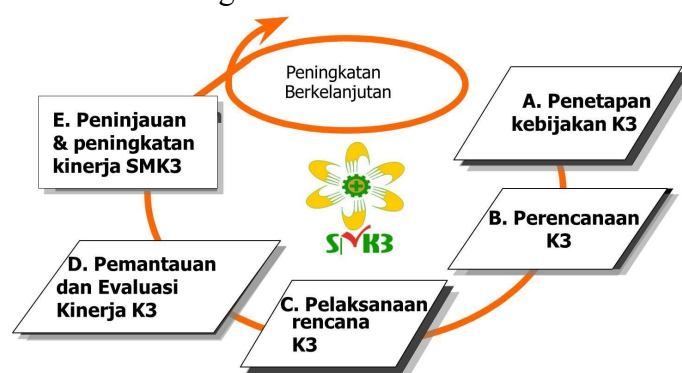 Peningkatan
Berkelanjutan
A. Penetapan
kebijakan K3
B. Perencanaan
K3
C. Pelaksanaan
rencana
K3
D. Pemantauan
dan Evaluasi
Kinerja K3
E. Peninjauan
& peningkatan
kinerja SMK3
SMK3